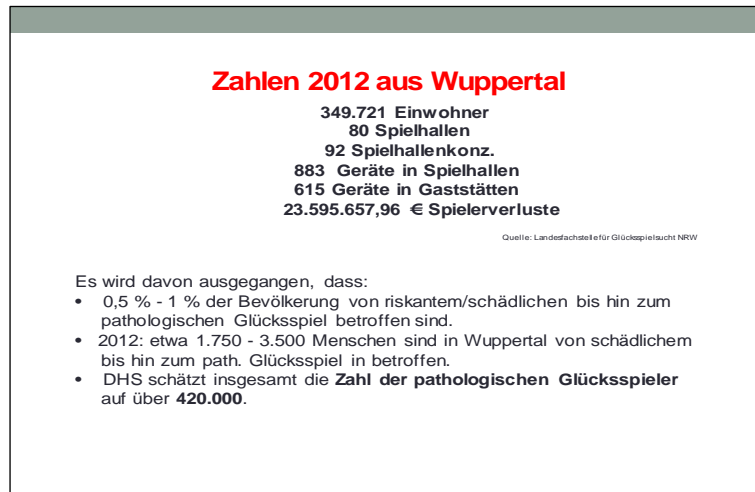 Zahlen 2012 aus Wuppertal
349.721 Einwohner
80 Spielhallen
92 Spielhallenkonz.
883 Geräte in Spielhallen
615 Geräte in Gaststätten
23.595.657,96 € Spielerverluste
Quelle: Landesfachstelle für Glücksspielsucht NRW
Es wird davon ausgegangen, dass:
• 0,5 % - 1 % der Bevölkerung von riskantem/schädlichen bis hin zum
pathologischen Glücksspiel betroffen sind.
• 2012: etwa 1.750 - 3.500 Menschen sind in Wuppertal von schädlichem
bis hin zum path. Glücksspiel in betroffen.
• DHS schätzt insgesamt die Zahl der pathologischen Glücksspieler
auf über 420.000.